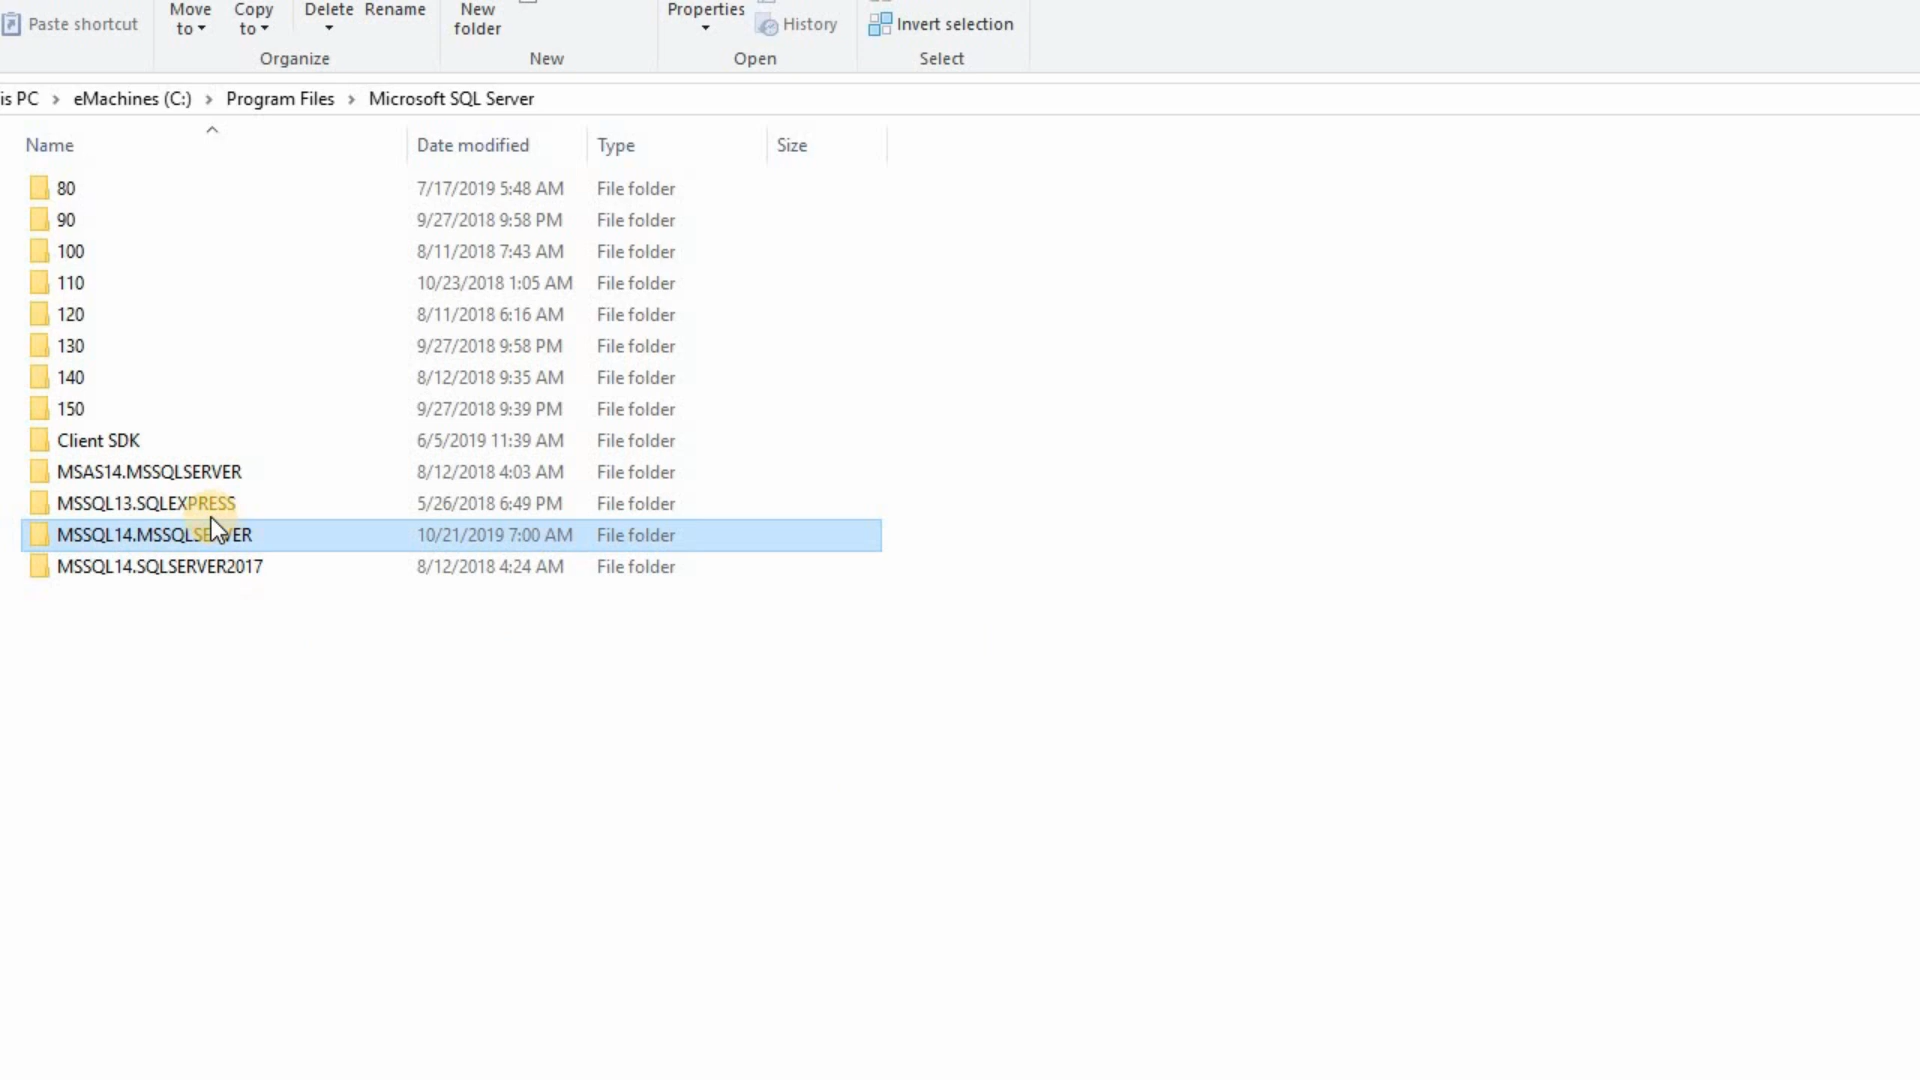 Paste shortcut
Move to
Copy to
Delete
Rename
New folder
Properties
History
Invert selection
Organize
New
Open
Select
is PC > eMachines (C:) > Program Files > Microsoft SQL Server
Name Date modified Type Size
80 7/17/2019 5:48 AM File folder
90 9/27/2018 9:58 PM File folder
100 8/11/2018 7:43 AM File folder
110 10/23/2018 1:05 AM File folder
120 8/11/2018 6:16 AM File folder
130 9/27/2018 9:58 PM File folder
140 8/12/2018 9:35 AM File folder
150 9/27/2018 9:39 PM File folder
Client SDK 6/5/2019 11:39 AM File folder
MSAS14.MSSQLSERVER 8/12/2018 4:03 AM File folder
MSSQL13.SQLEXPRESS 5/26/2018 6:49 PM File folder
MSSQL14.MSSQLSERVER 10/21/2019 7:00 AM File folder
MSSQL14.SQLSERVER2017 8/12/2018 4:24 AM File folder